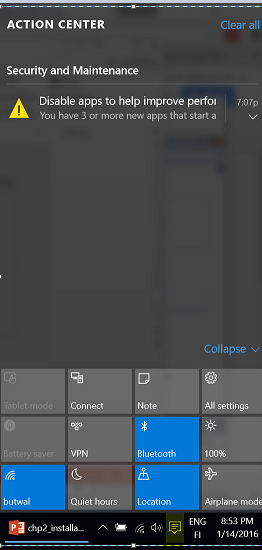 ACTION CENTER Clear all
Security and Maintenance
Disable apps to help improve perfor 7:07p
You have 3 or more new apps that start a
Collapse
Tablet mode Connect Note All settings
Battery saver VPN Bluetooth 100%
butwal Quiet hours Location Airplane mode
chp2_installa... ENG 8:53 PM
FI 1/14/2016